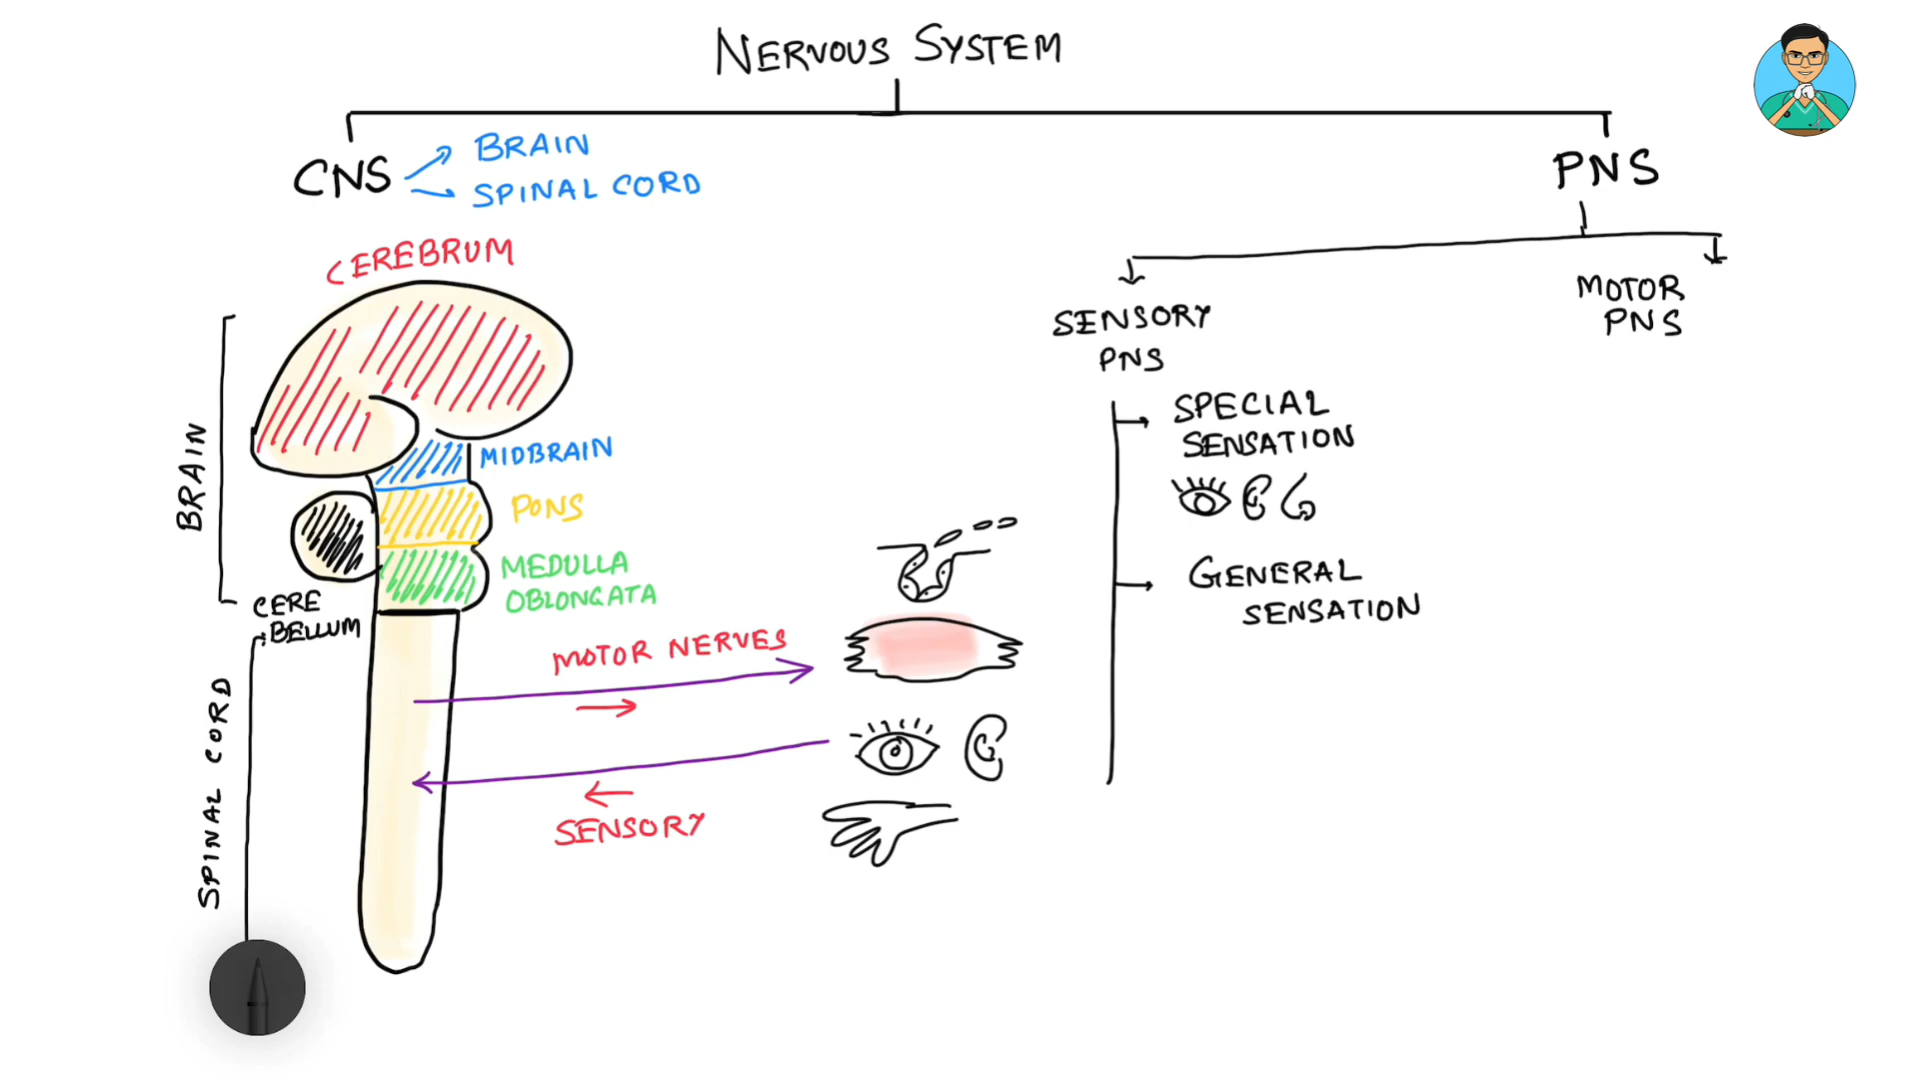 NERVOUS SYSTEM
CNS
BRAIN
SPINAL CORD
PNS
CEREBRUM
MIDBRAIN
PONS
MEDULLA
OBLONGATA
CERE
BELLUM
BRAIN
SPINAL CORD
MOTOR NERVES
SENSORY
SENSORY
PNS
MOTOR
PNS
SPECIAL
SENSATION
GENERAL
SENSATION